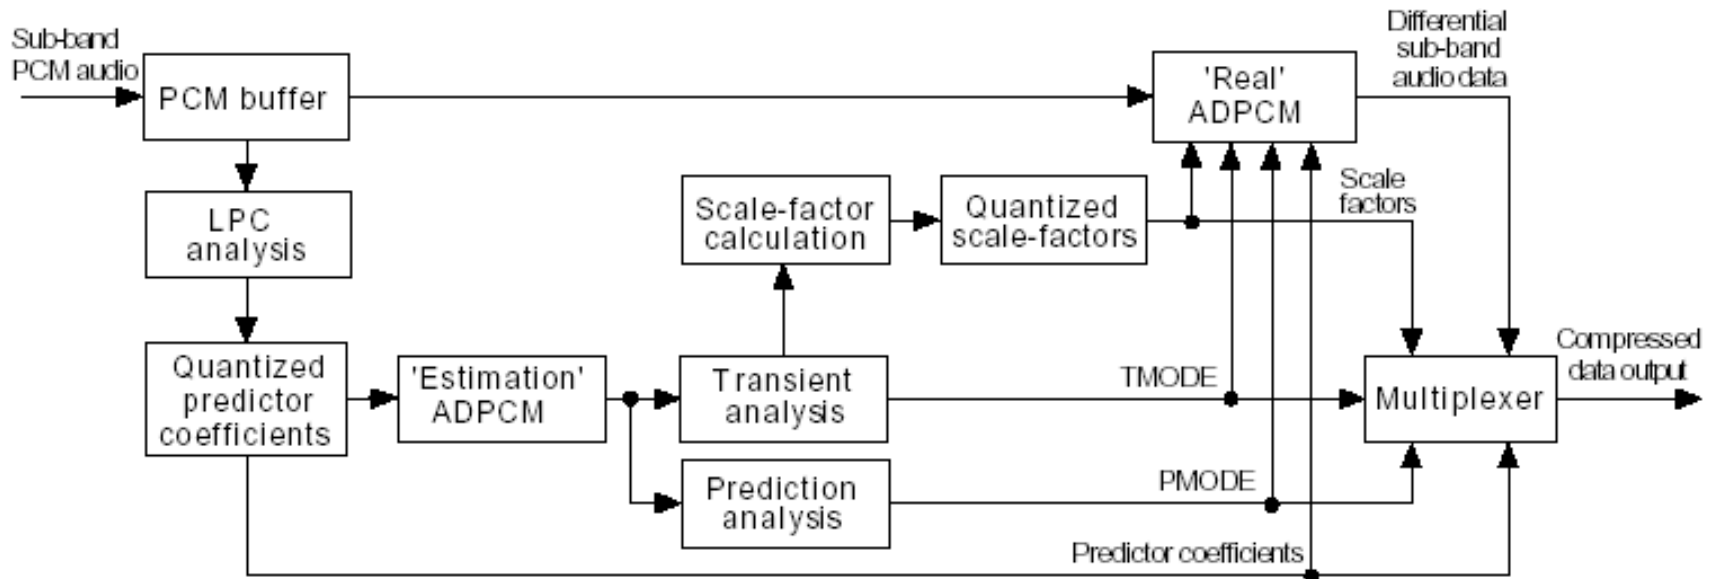 Sub-band
PCM audio
PCM buffer
'Real'
ADPCM
Differential
sub-band
audio data
LPC
analysis
Scale-factor
calculation
Quantized
scale-factors
Scale
factors
Quantized
predictor
coefficients
'Estimation'
ADPCM
Transient
analysis
TMODE
Multiplexer
Compressed
data output
Prediction
analysis
PMODE
Predictor coefficients